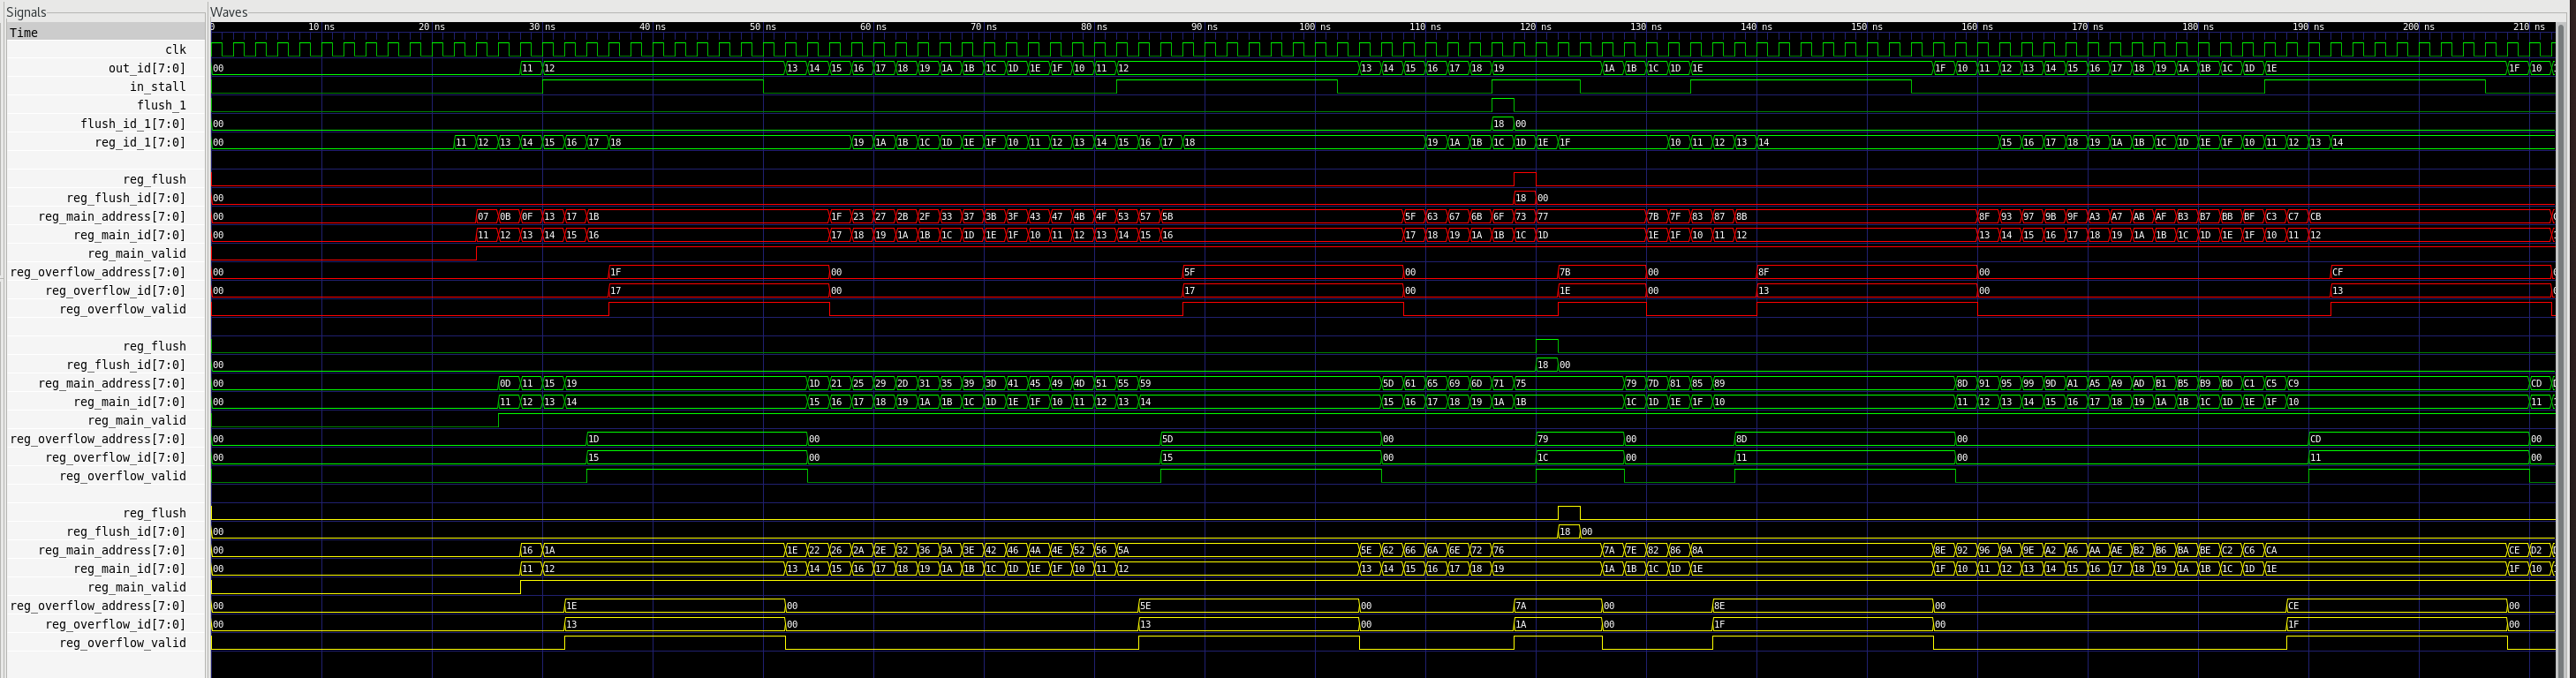 Signals Waves
Time 0 10 ns 20 ns 30 ns 40 ns 50 ns 60 ns 70 ns 80 ns 90 ns 100 ns 110 ns 120 ns 130 ns 140 ns 150 ns 160 ns 170 ns 180 ns 190 ns 200 ns 210 ns
clk
out_id[7:0] 00 11 12 13 14 15 16 17 18 19 1A 1B 1C 1D 1E 1F 10 11 12 13 14 15 16 17 18 19 1A 1B 1C 1D 1E 1F 10 11 12 13 14 15 16 17 18 19 1A 1B 1C 1D 1E 1F 10
in_stall
flush_1
flush_id_1[7:0] 00 18 00
reg_id_1[7:0] 00 11 12 13 14 15 16 17 18 19 1A 1B 1C 1D 1E 1F 10 11 12 13 14 15 16 17 18 19 1A 1B 1C 1D 1E 1F 10 11 12 13 14 15 16 17 18 19 1A 1B 1C 1D 1E 1F 10 11 12 13 14
reg_flush
reg_flush_id[7:0] 00 18 00
reg_main_address[7:0] 00 07 0B 0F 13 17 1B 1F 23 27 2B 2F 33 37 3B 3F 43 47 4B 4F 53 57 5B 5F 63 67 6B 6F 73 77 7B 7F 83 87 8B 8F 93 97 9B 9F A3 A7 AB AF B3 B7 BB BF C3 C7 CB
reg_main_id[7:0] 00 11 12 13 14 15 16 17 18 19 1A 1B 1C 1D 1E 1F 10 11 12 13 14 15 16 17 18 19 1A 1B 1C 1D 1E 1F 10 11 12 13 14 15 16 17 18 19 1A 1B 1C 1D 1E 1F 10 11 12
reg_main_valid
reg_overflow_address[7:0] 00 1F 00 5F 00 7B 00 8F 00 CF
reg_overflow_id[7:0] 00 17 00 17 00 1E 00 13 00 13
reg_overflow_valid
reg_flush
reg_flush_id[7:0] 00 18 00
reg_main_address[7:0] 00 0D 11 15 19 1D 21 25 29 2D 31 35 39 3D 41 45 49 4D 51 55 59 5D 61 65 69 6D 71 75 79 7D 81 85 89 8D 91 95 99 9D A1 A5 A9 AD B1 B5 B9 BD C1 C5 C9 CD
reg_main_id[7:0] 00 11 12 13 14 15 16 17 18 19 1A 1B 1C 1D 1E 1F 10 11 12 13 14 15 16 17 18 19 1A 1B 1C 1D 1E 1F 10 11 12 13 14 15 16 17 18 19 1A 1B 1C 1D 1E 1F 10 11
reg_main_valid
reg_overflow_address[7:0] 00 1D 00 5D 00 79 00 8D 00 CD 00
reg_overflow_id[7:0] 00 15 00 15 00 1C 00 11 00 11 00
reg_overflow_valid
reg_flush
reg_flush_id[7:0] 00 18 00
reg_main_address[7:0] 00 16 1A 1E 22 26 2A 2E 32 36 3A 3E 42 46 4A 4E 52 56 5A 5E 62 66 6A 6E 72 76 7A 7E 82 86 8A 8E 92 96 9A 9E A2 A6 AA AE B2 B6 BA BE C2 C6 CA CE D2
reg_main_id[7:0] 00 11 12 13 14 15 16 17 18 19 1A 1B 1C 1D 1E 1F 10 11 12 13 14 15 16 17 18 19 1A 1B 1C 1D 1E 1F 10 11 12 13 14 15 16 17 18 19 1A 1B 1C 1D 1E 1F 10
reg_main_valid
reg_overflow_address[7:0] 00 1E 00 5E 00 7A 00 8E 00 CE 00
reg_overflow_id[7:0] 00 13 00 13 00 1A 00 1F 00 1F 00
reg_overflow_valid